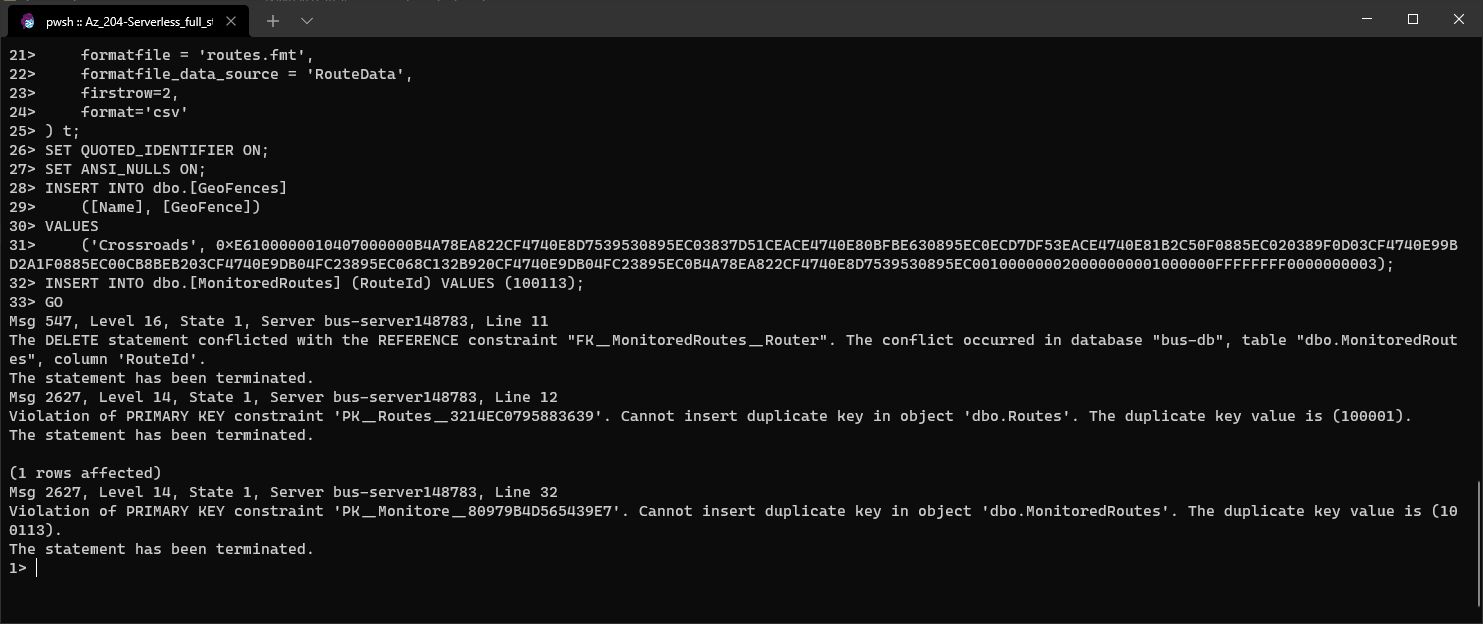 pwsh :: Az_204-Serverless_full_st
21>     formatfile = 'routes.fmt',
22>     formatfile_data_source = 'RouteData',
23>     firstrow=2,
24>     format='csv'
25> ) t;
26> SET QUOTED_IDENTIFIER ON;
27> SET ANSI_NULLS ON;
28> INSERT INTO dbo.[GeoFences]
29>     ([Name], [GeoFence])
30> VALUES
31>     ('Crossroads', 0xE6100000010407000000B4A78EA822CF4740E8D7539530895EC03837D51CEACE4740E80BFBE630895EC0ECD7DF53EACE4740E81B2C50F0885EC020389F0D03CF4740E99B
D2A1F0885EC00CB8BEB203CF4740E9DB04FC23895EC068C132B920CF4740E9DB04FC23895EC0B4A78EA822CF4740E8D7539530895EC001000000020000000001000000FFFFFFFF0000000003);
32> INSERT INTO dbo.[MonitoredRoutes] (RouteId) VALUES (100113);
33> GO
Msg 547, Level 16, State 1, Server bus-server148783, Line 11
The DELETE statement conflicted with the REFERENCE constraint "FK__MonitoredRoutes__Router". The conflict occurred in database "bus-db", table "dbo.MonitoredRout
es", column 'RouteId'.
The statement has been terminated.
Msg 2627, Level 14, State 1, Server bus-server148783, Line 12
Violation of PRIMARY KEY constraint 'PK__Routes__3214EC0795883639'. Cannot insert duplicate key in object 'dbo.Routes'. The duplicate key value is (100001).
The statement has been terminated.
(1 rows affected)
Msg 2627, Level 14, State 1, Server bus-server148783, Line 32
Violation of PRIMARY KEY constraint 'PK__Monitore__80979B4D565439E7'. Cannot insert duplicate key in object 'dbo.MonitoredRoutes'. The duplicate key value is (10
0113).
The statement has been terminated.
1>